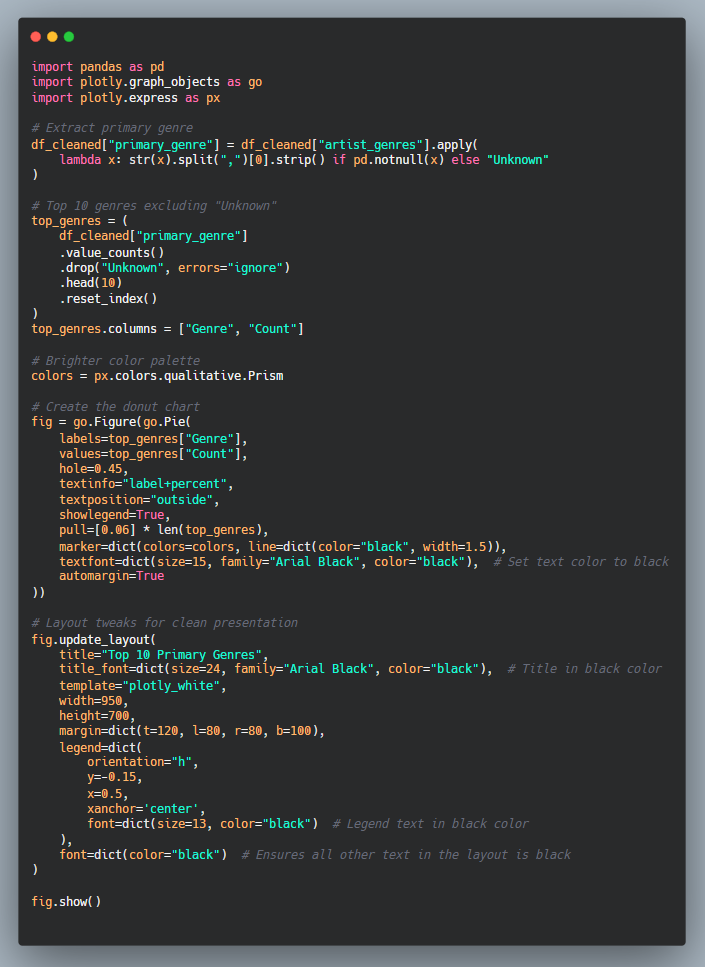 import pandas as pd
import plotly.graph_objects as go
import plotly.express as px

# Extract primary genre
df_cleaned["primary_genre"] = df_cleaned["artist_genres"].apply(
    lambda x: str(x).split(",")[0].strip() if pd.notnull(x) else "Unknown"
)

# Top 10 genres excluding "Unknown"
top_genres = (
    df_cleaned["primary_genre"]
    .value_counts()
    .drop("Unknown", errors="ignore")
    .head(10)
    .reset_index()
)
top_genres.columns = ["Genre", "Count"]

# Brighter color palette
colors = px.colors.qualitative.Prism

# Create the donut chart
fig = go.Figure(go.Pie(
    labels=top_genres["Genre"],
    values=top_genres["Count"],
    hole=0.45,
    textinfo="label+percent",
    textposition="outside",
    showlegend=True,
    pull=[0.06] * len(top_genres),
    marker=dict(colors=colors, line=dict(color="black", width=1.5)),
    textfont=dict(size=15, family="Arial Black", color="black"),  # Set text color to black
    automargin=True
))

# Layout tweaks for clean presentation
fig.update_layout(
    title="Top 10 Primary Genres",
    title_font=dict(size=24, family="Arial Black", color="black"),  # Title in black color
    template="plotly_white",
    width=950,
    height=700,
    margin=dict(t=120, l=80, r=80, b=100),
    legend=dict(
        orientation="h",
        y=-0.15,
        x=0.5,
        xanchor='center',
        font=dict(size=13, color="black")  # Legend text in black color
    ),
    font=dict(color="black")  # Ensures all other text in the layout is black
)

fig.show()